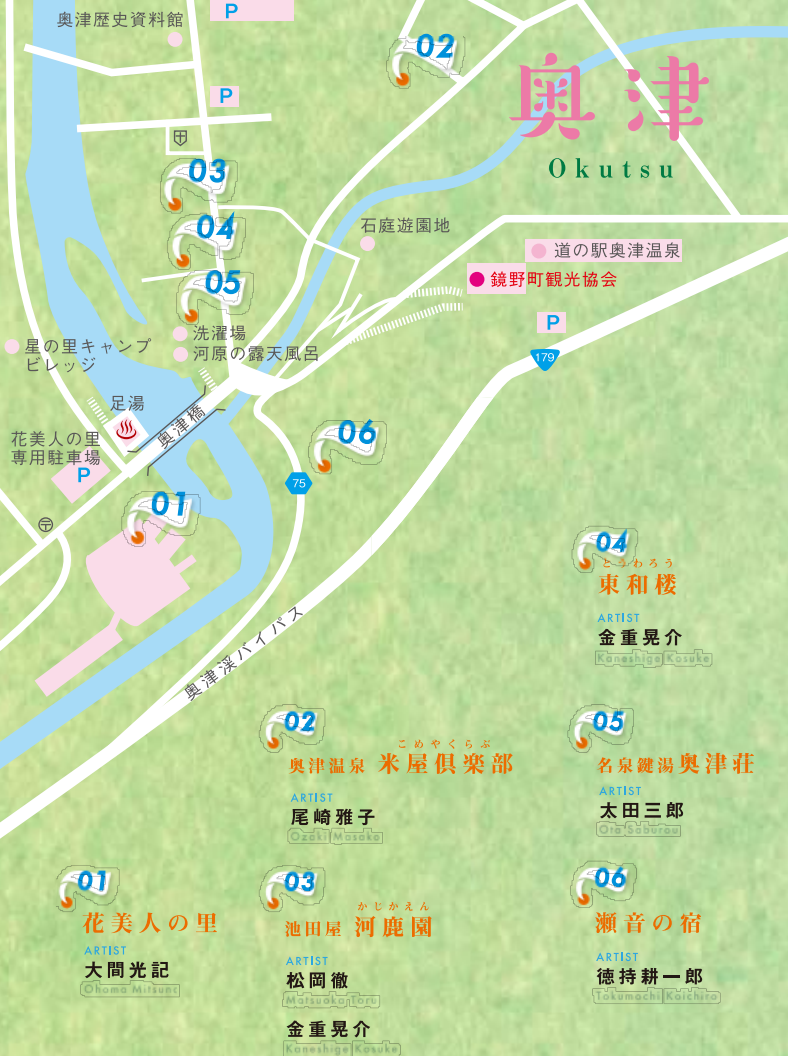 奥津歴史資料館
P
02
奥津
Okutsu
P
03
04
05
石庭遊園地
道の駅奥津温泉
鏡野町観光協会
P
179
洗濯場
河原の露天風呂
星の里キャンプ
ビレッジ
足湯
奥津橋
花美人の里
専用駐車場
P
06
75
01
奥津渓バイパス
04
とうわろう
東和楼
ARTIST
金重晃介
Kaneshige Kosuke
02
こめやくらぶ
奥津温泉 米屋倶楽部
ARTIST
尾崎雅子
Ozaki Masako
05
名泉鍵湯 奥津荘
ARTIST
太田三郎
Ota Saburou
01
花美人の里
ARTIST
大間光記
Ohama Mitsunc
03
かじかえん
池田屋 河鹿園
ARTIST
松岡徹
Matsuoka Toru
金重晃介
Kaneshige Kosuke
06
瀬音の宿
ARTIST
徳持耕一郎
Tokumochi Koichiro